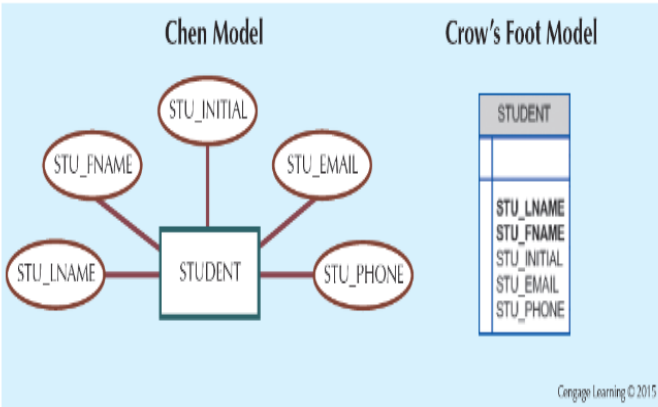 Chen Model
Crow's Foot Model
STU_INITIAL
STU_FNAME
STU_EMAIL
STU_LNAME
STUDENT
STU_PHONE
STUDENT
STU_LNAME
STU_FNAME
STU_INITIAL
STU_EMAIL
STU_PHONE
Cengage Learning © 2015